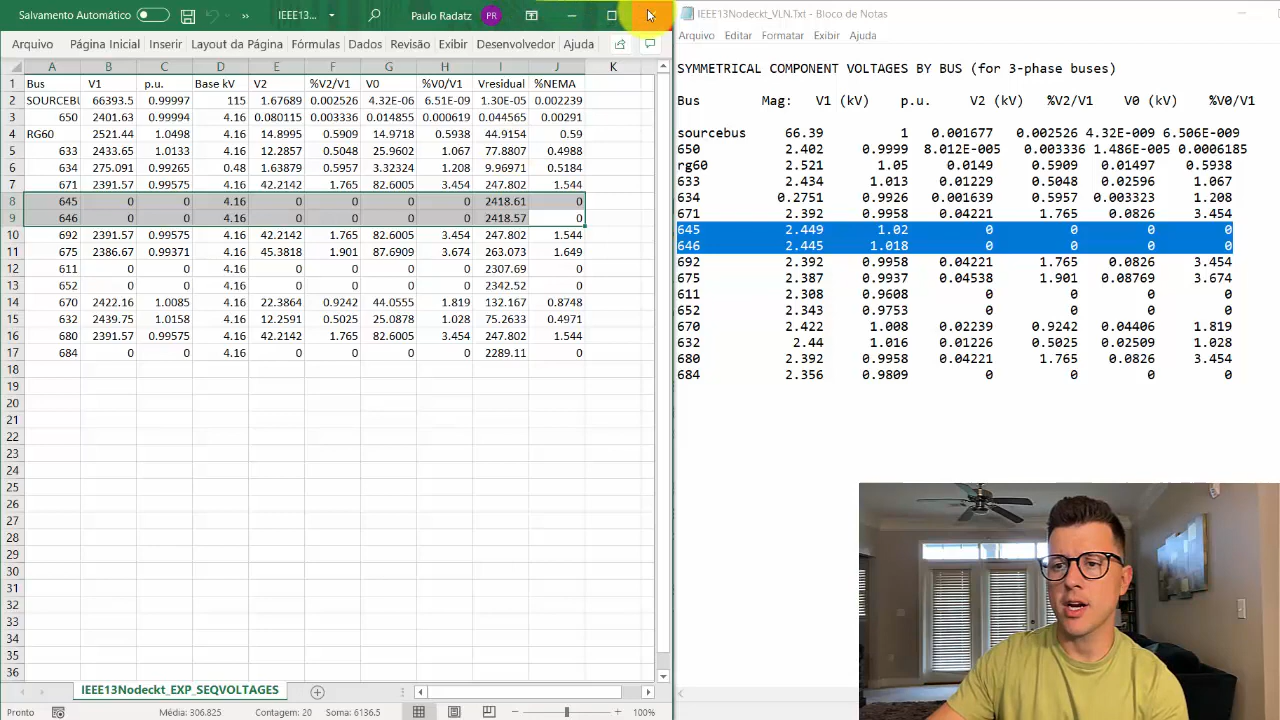 Salvamento Automático » IEEE13... Paulo Radatz PR
Arquivo Página Inicial Inserir Layout da Página Fórmulas Dados Revisão Exibir Desenvolvedor Ajuda
A B C D E F G H I J K
1 Bus V1 p.u. Base kV V2 %V2/V1 V0 %V0/V1 Vresidual %NEMA
2 SOURCEBU 66393.5 0.99997 115 1.67689 0.002526 4.32E-06 6.51E-09 1.30E-05 0.002239
3 650 2401.63 0.99994 4.16 0.080115 0.003336 0.014855 0.000619 0.044565 0.00291
4 RG60 2521.44 1.0498 4.16 14.8995 0.5909 14.9718 0.5938 44.9154 0.59
5 633 2433.65 1.0133 4.16 12.2857 0.5048 25.9602 1.067 77.8807 0.4988
6 634 275.091 0.99265 0.48 1.63879 0.5957 3.32324 1.208 9.96971 0.5184
7 671 2391.57 0.99575 4.16 42.2142 1.765 82.6005 3.454 247.802 1.544
8 645 0 0 4.16 0 0 0 0 2418.61 0
9 646 0 0 4.16 0 0 0 0 2418.57 0
10 692 2391.57 0.99575 4.16 42.2142 1.765 82.6005 3.454 247.802 1.544
11 675 2386.67 0.99371 4.16 45.3818 1.901 87.6909 3.674 263.073 1.649
12 611 0 0 4.16 0 0 0 0 2307.69 0
13 652 0 0 4.16 0 0 0 0 2342.52 0
14 670 2422.16 1.0085 4.16 22.3864 0.9242 44.0555 1.819 132.167 0.8748
15 632 2439.75 1.0158 4.16 12.2591 0.5025 25.0878 1.028 75.2633 0.4971
16 680 2391.57 0.99575 4.16 42.2142 1.765 82.6005 3.454 247.802 1.544
17 684 0 0 4.16 0 0 0 0 2289.11 0
18
19
20
21
22
23
24
25
26
27
28
29
30
31
32
33
34
35
36
IEEE13Nodeckt_EXP_SEQVOLTAGES
Pronto Média: 306.825 Contagem: 20 Soma: 6136.5 100%
IEEE13Nodeckt_VLN.Txt - Bloco de Notas
Arquivo Editar Formatar Exibir Ajuda
SYMMETRICAL COMPONENT VOLTAGES BY BUS (for 3-phase buses)
Bus Mag: V1 (kV) p.u. V2 (kV) %V2/V1 V0 (kV) %V0/V1
sourcebus 66.39 1 0.001677 0.002526 4.32E-009 6.506E-009
650 2.402 0.9999 8.012E-005 0.003336 1.486E-005 0.0006185
rg60 2.521 1.05 0.0149 0.5909 0.01497 0.5938
633 2.434 1.013 0.01229 0.5048 0.02596 1.067
634 0.2751 0.9926 0.001639 0.5957 0.003323 1.208
671 2.392 0.9958 0.04221 1.765 0.0826 3.454
645 2.449 1.02 0 0 0 0
646 2.445 1.018 0 0 0 0
692 2.392 0.9958 0.04221 1.765 0.0826 3.454
675 2.387 0.9937 0.04538 1.901 0.08769 3.674
611 2.308 0.9608 0 0 0 0
652 2.343 0.9753 0 0 0 0
670 2.422 1.008 0.02239 0.9242 0.04406 1.819
632 2.44 1.016 0.01226 0.5025 0.02509 1.028
680 2.392 0.9958 0.04221 1.765 0.0826 3.454
684 2.356 0.9809 0 0 0 0